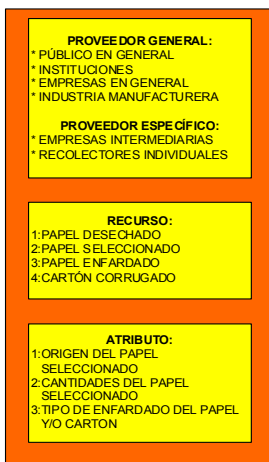 PROVEEDOR GENERAL:
* PÚBLICO EN GENERAL
* INSTITUCIONES
* EMPRESAS EN GENERAL
* INDUSTRIA MANUFACTURERA
PROVEEDOR ESPECÍFICO:
* EMPRESAS INTERMEDIARIAS
* RECOLECTORES INDIVIDUALES
RECURSO:
1:PAPEL DESECHADO
2:PAPEL SELECCIONADO
3:PAPEL ENFARDADO
4:CARTÓN CORRUGADO
ATRIBUTO:
1:ORIGEN DEL PAPEL
SELECCIONADO
2:CANTIDADES DEL PAPEL
SELECCIONADO
3:TIPO DE ENFARDADO DEL PAPEL
Y/O CARTON